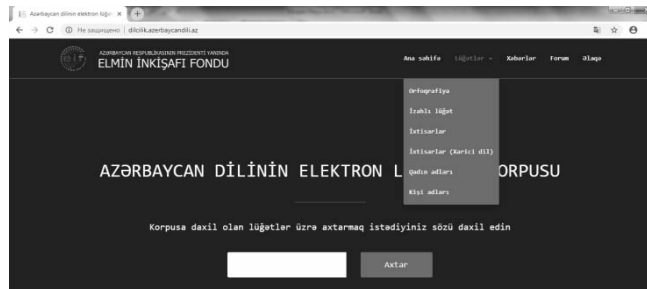 Azərbaycan dilinin elektron lüğ
Не защищено | dilcilik.azerbaycandili.az
AZƏRBAYCAN RESPUBLİKASININ PREZİDENTİ YANINDA
eif ELMİN İNKİŞAFI FONDU
Ana səhifə Lüğətlər Xəbərlər Forum Əlaqə
Orfoqrafiya
İzahlı lüğət
İxtisarlar
İxtisarlar (Xarici dil)
Qadın adları
Kişi adları
AZƏRBAYCAN DİLİNİN ELEKTRON L ORPUSU
Korpusa daxil olan lüğətlər üzrə axtarmaq istədiyiniz sözü daxil edin
Axtar